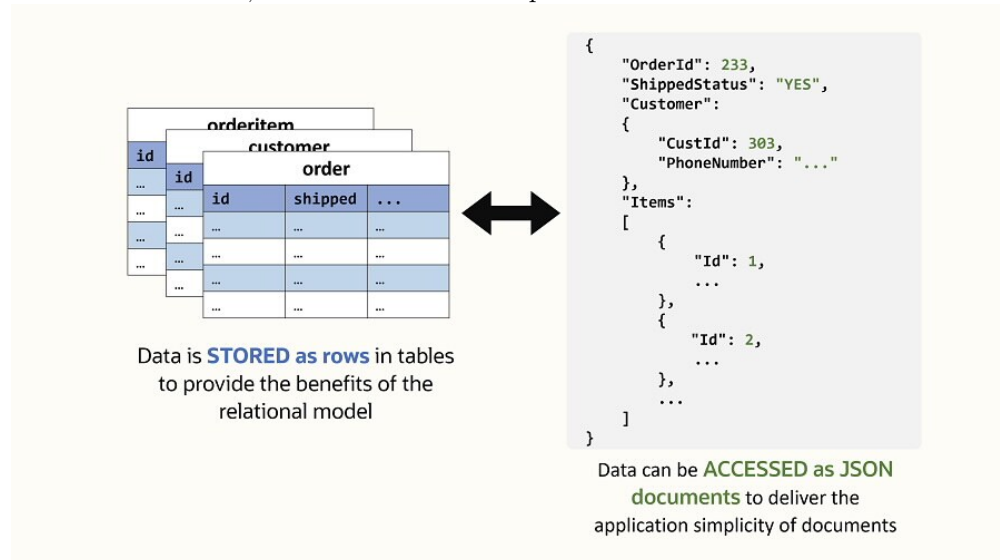 orderitem
customer
order
id
id
id shipped ...
... ... ... ...
... ... ... ...
... ... ... ...
... ... ... ...
...
...
...
...
Data is STORED as rows in tables
to provide the benefits of the
relational model
{
"OrderId": 233,
"ShippedStatus": "YES",
"Customer":
{
"CustId": 303,
"PhoneNumber": "..."
},
"Items":
[
{
"Id": 1,
...
},
{
"Id": 2,
...
},
...
]
}
Data can be ACCESSED as JSON
documents to deliver the
application simplicity of documents